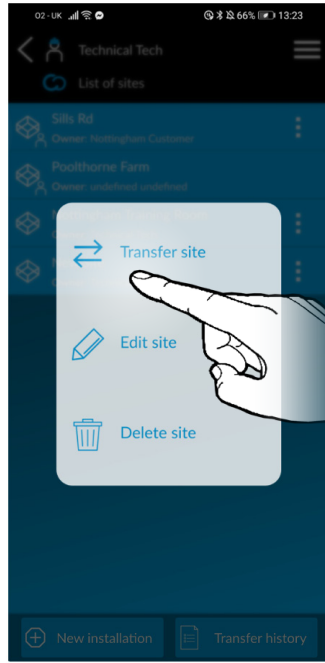 O2 - UK 66% 13:23
Technical Tech
List of sites
Sills Rd
Owner: Nottingham Customer
Poolthorne Farm
Owner: undefined undefined
Transfer site
Edit site
Delete site
New installation
Transfer history